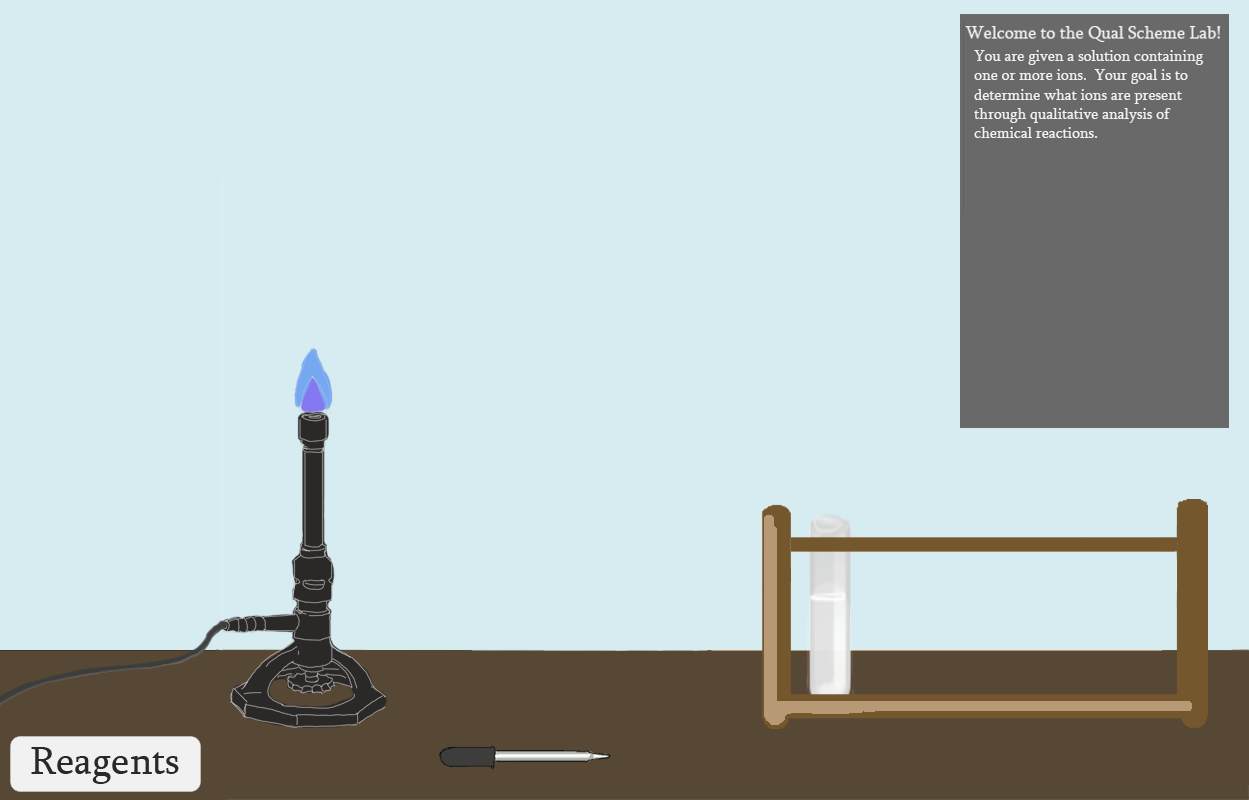 Welcome to the Qual Scheme Lab!
You are given a solution containing
one or more ions.  Your goal is to
determine what ions are present
through qualitative analysis of
chemical reactions.
Reagents